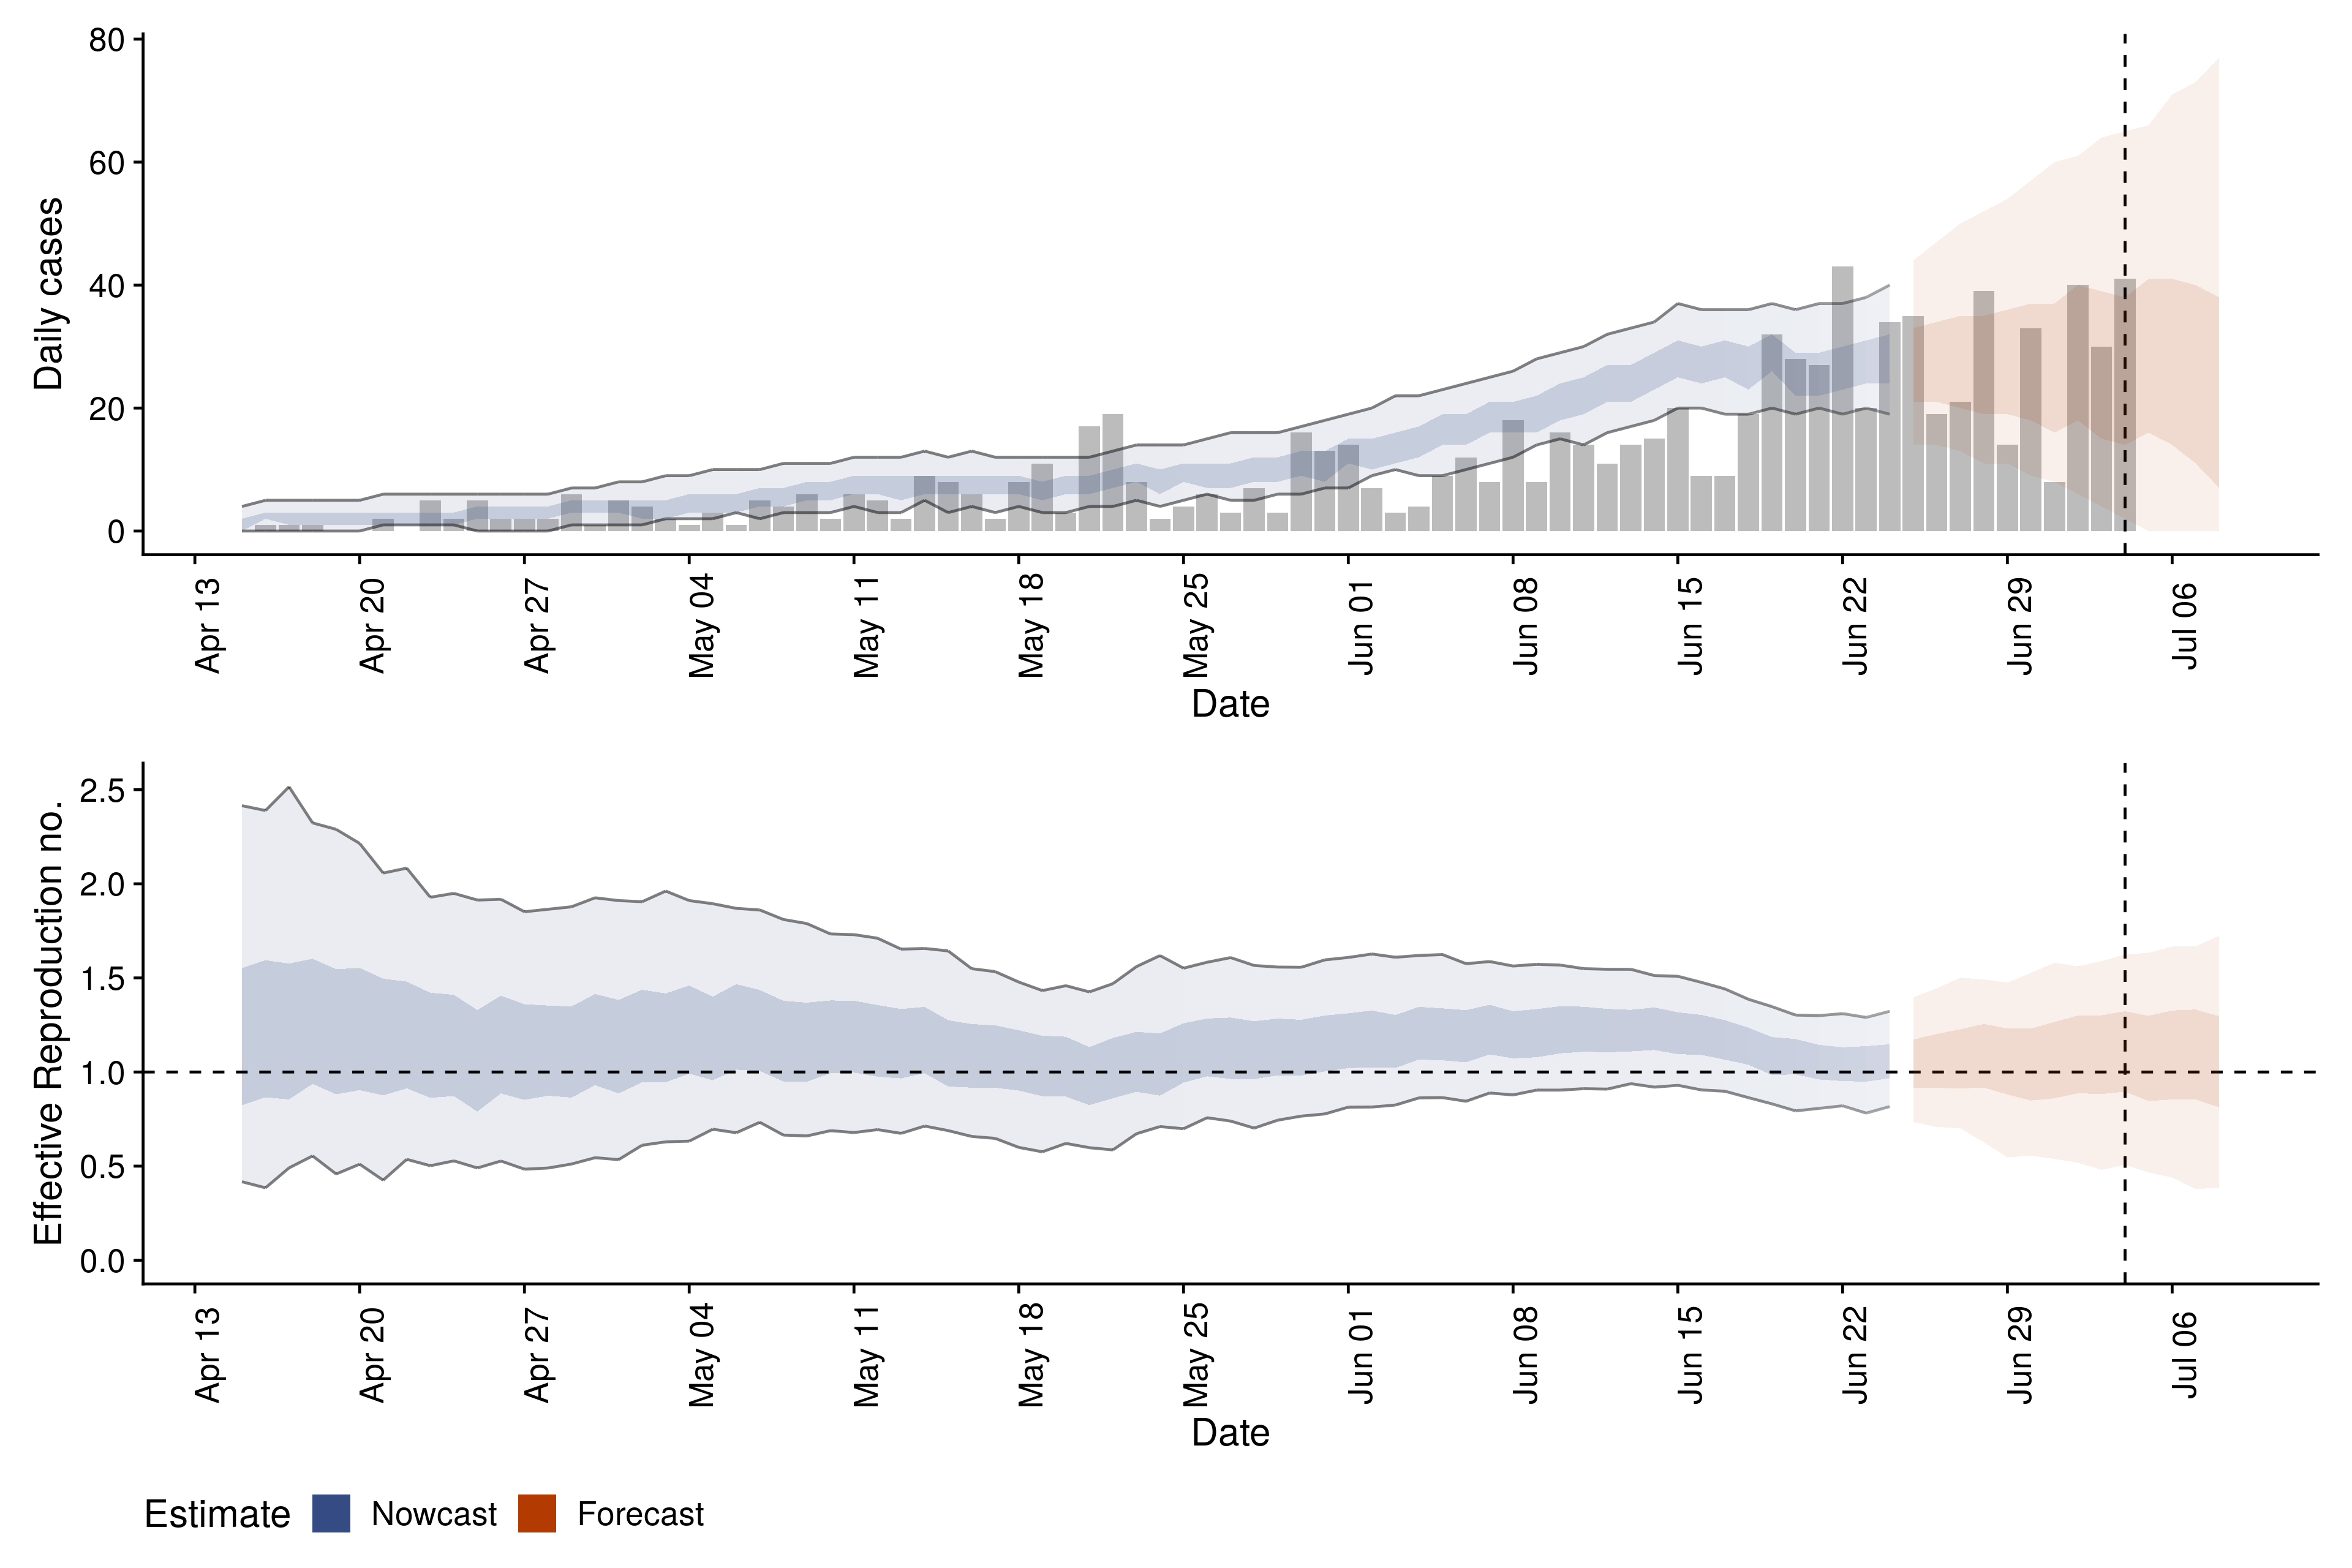 80
60
40
20
0
Daily cases
Apr 13
Apr 20
Apr 27
May 04
May 11
May 18
May 25
Jun 01
Jun 08
Jun 15
Jun 22
Jun 29
Jul 06
Date
2.5
2.0
1.5
1.0
0.5
0.0
Effective Reproduction no.
Apr 13
Apr 20
Apr 27
May 04
May 11
May 18
May 25
Jun 01
Jun 08
Jun 15
Jun 22
Jun 29
Jul 06
Date
Estimate Nowcast Forecast